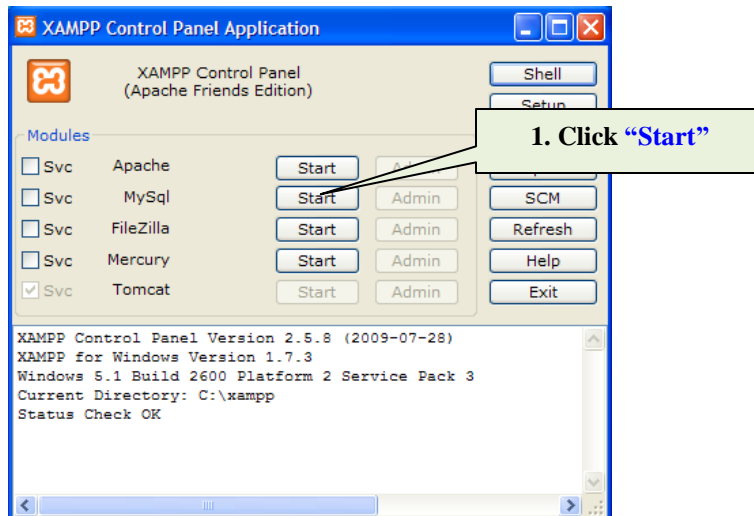 XAMPP Control Panel Application
XAMPP Control Panel
(Apache Friends Edition)
Shell
Setup
1. Click “Start”
Modules
Svc Apache Start Admin
Svc MySql Start Admin SCM
Svc FileZilla Start Admin Refresh
Svc Mercury Start Admin Help
Svc Tomcat Start Admin Exit
XAMPP Control Panel Version 2.5.8 (2009-07-28)
XAMPP for Windows Version 1.7.3
Windows 5.1 Build 2600 Platform 2 Service Pack 3
Current Directory: C:\xampp
Status Check OK